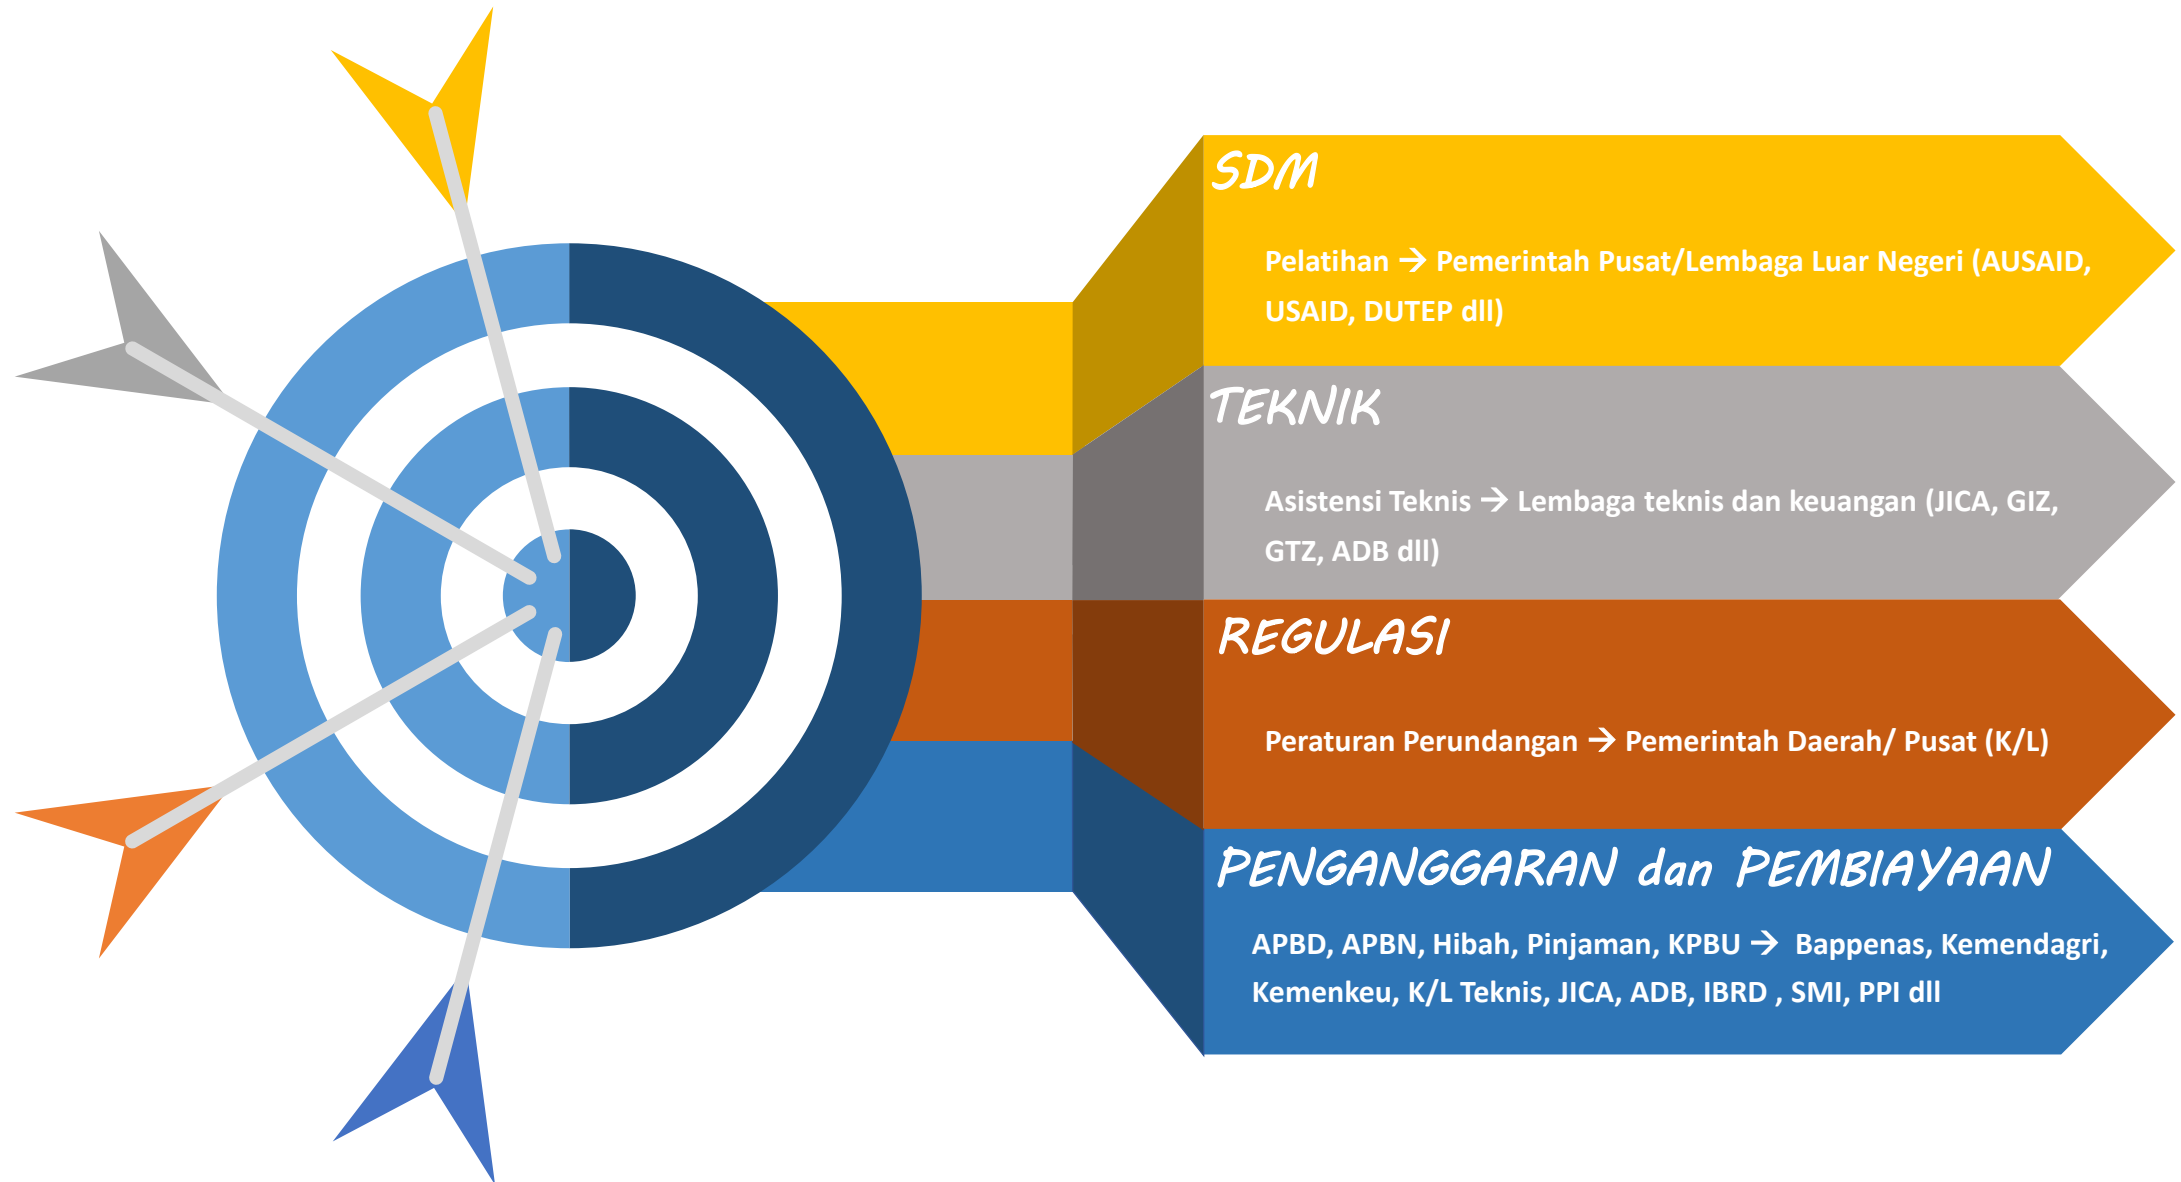 SDM
Pelatihan → Pemerintah Pusat/Lembaga Luar Negeri (AUSAID,
USAID, DUTEP dll)
TEKNIK
Asistensi Teknis → Lembaga teknis dan keuangan (JICA, GIZ,
GTZ, ADB dll)
REGULASI
Peraturan Perundangan → Pemerintah Daerah/ Pusat (K/L)
PENGANGGARAN dan PEMBIAYAAN
APBD, APBN, Hibah, Pinjaman, KPBU → Bappenas, Kemendagri,
Kemenkeu, K/L Teknis, JICA, ADB, IBRD , SMI, PPI dll